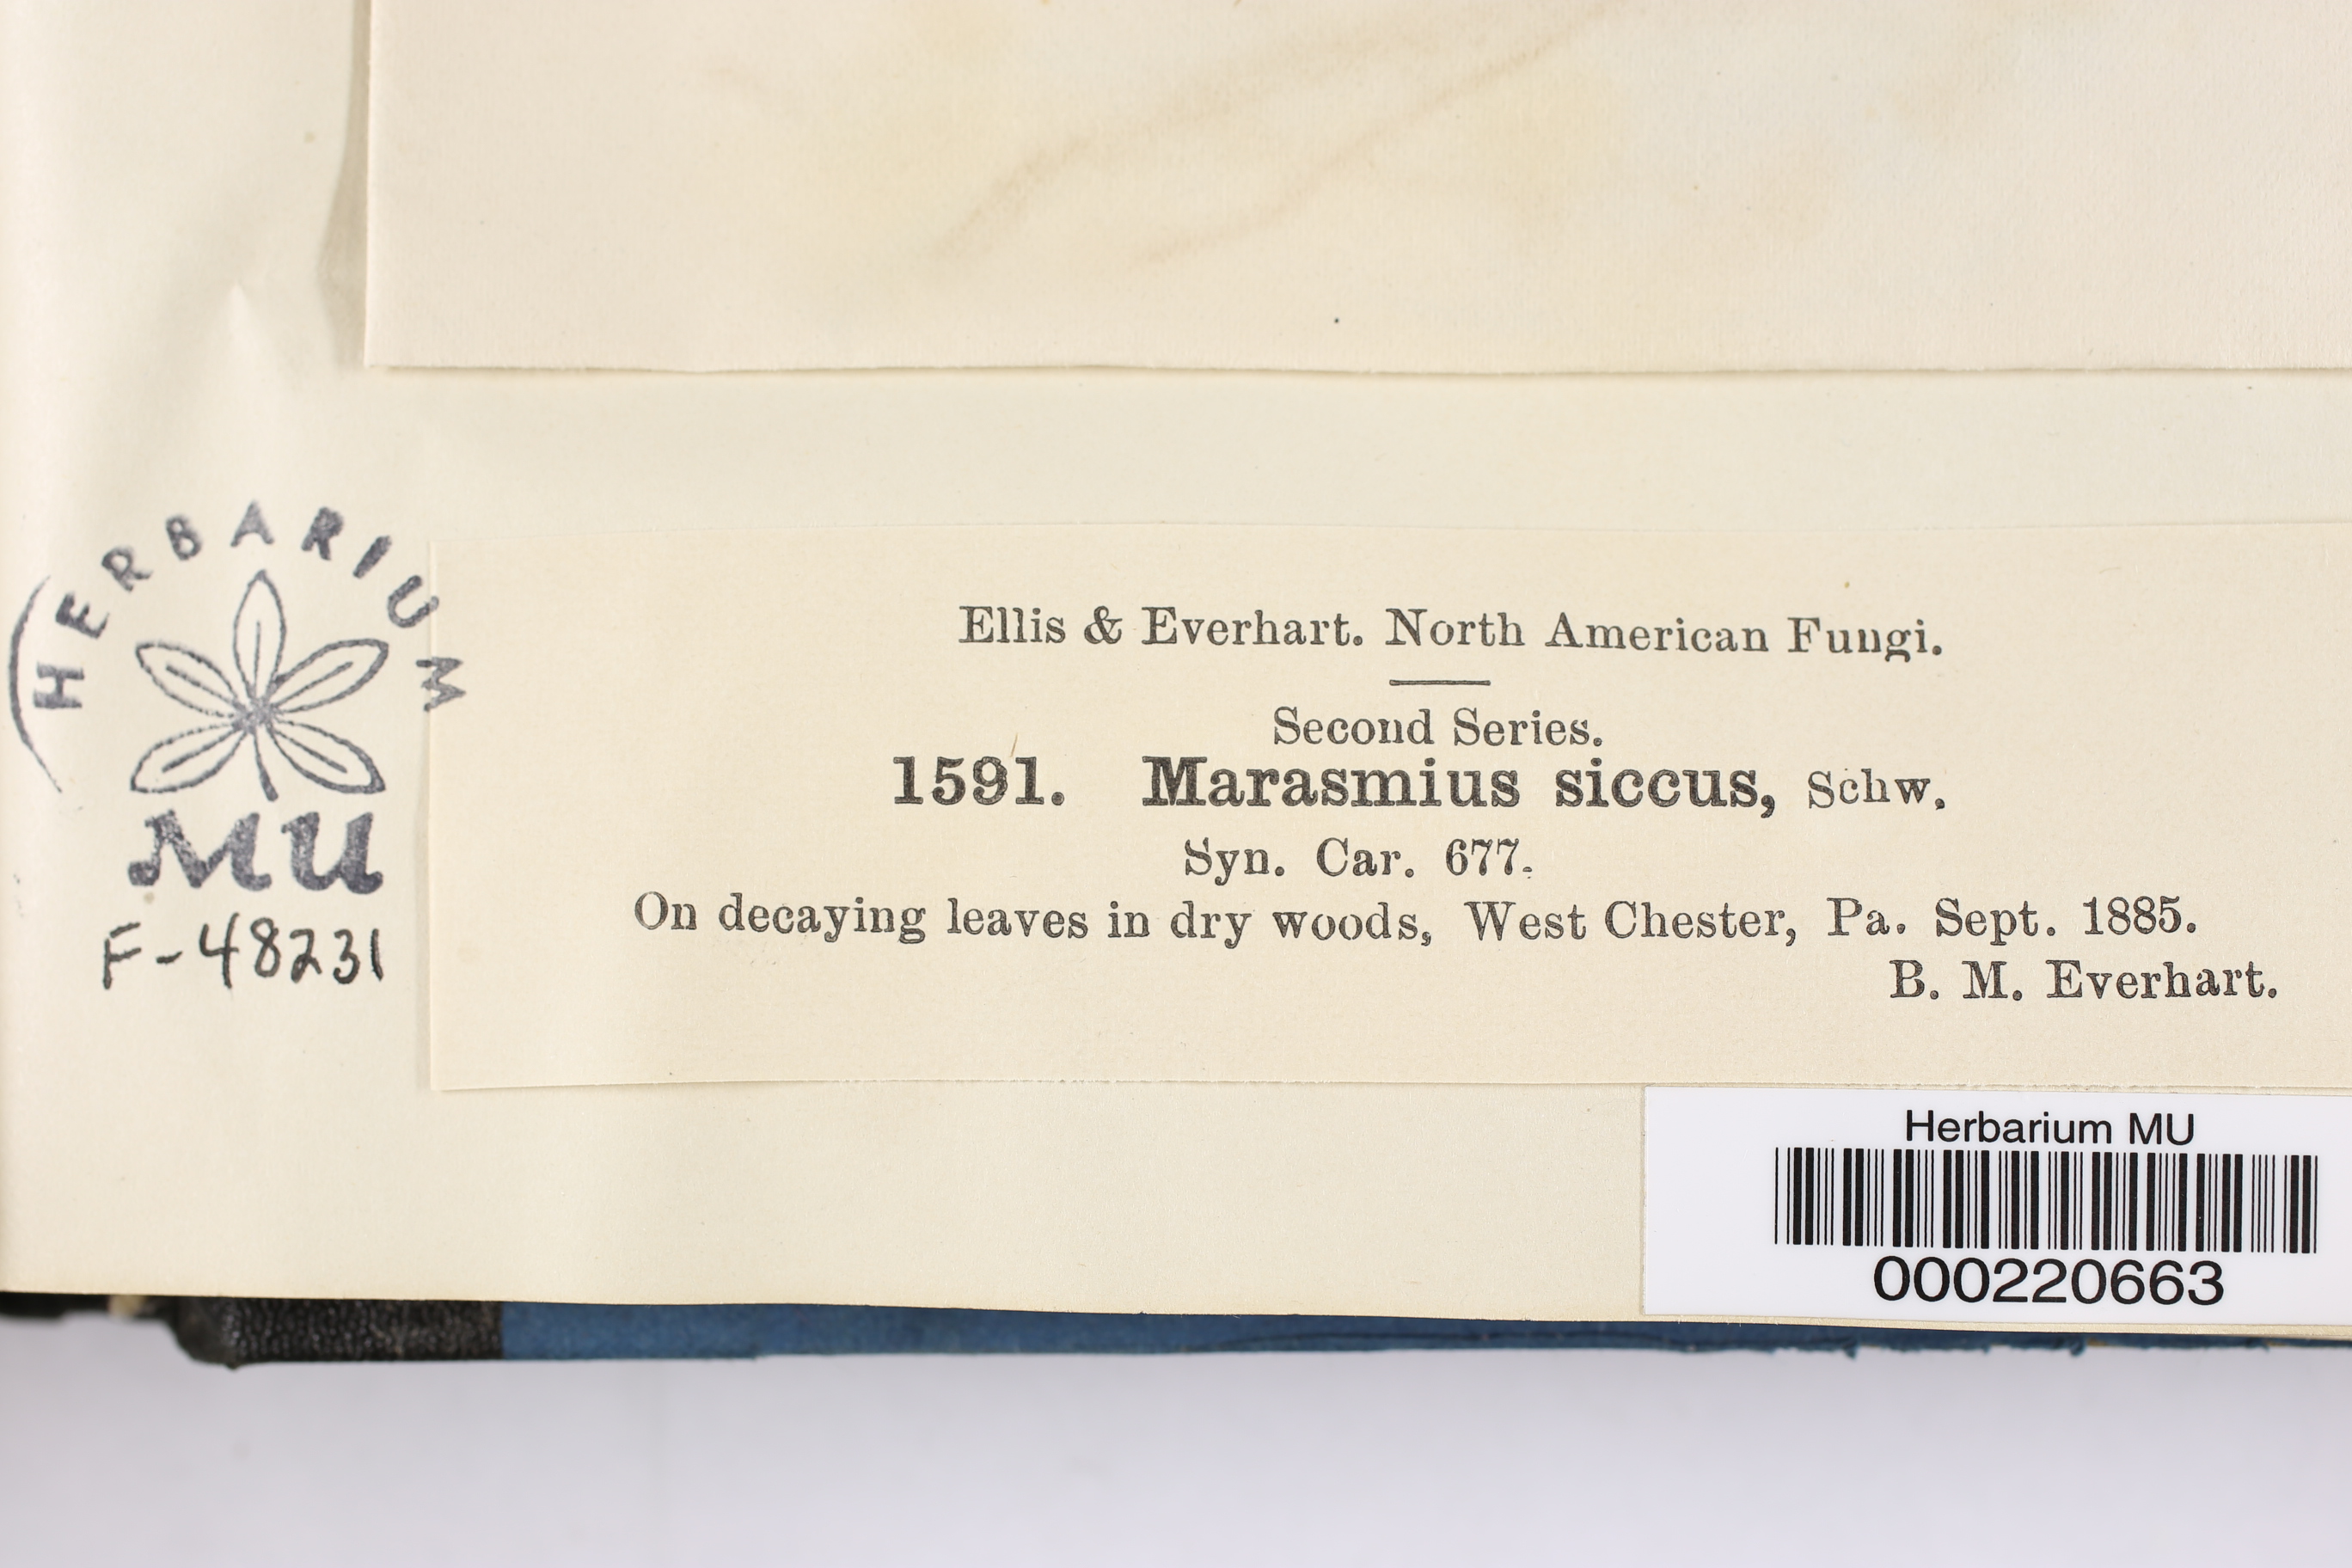 HERBARIUM
MU
F-48231
Ellis & Everhart. North American Fungi.
Second Series.
1591. Marasmius siccus, Schw.
Syn. Car. 677.
On decaying leaves in dry woods, West Chester, Pa. Sept. 1885.
B. M. Everhart.
Herbarium MU
000220663